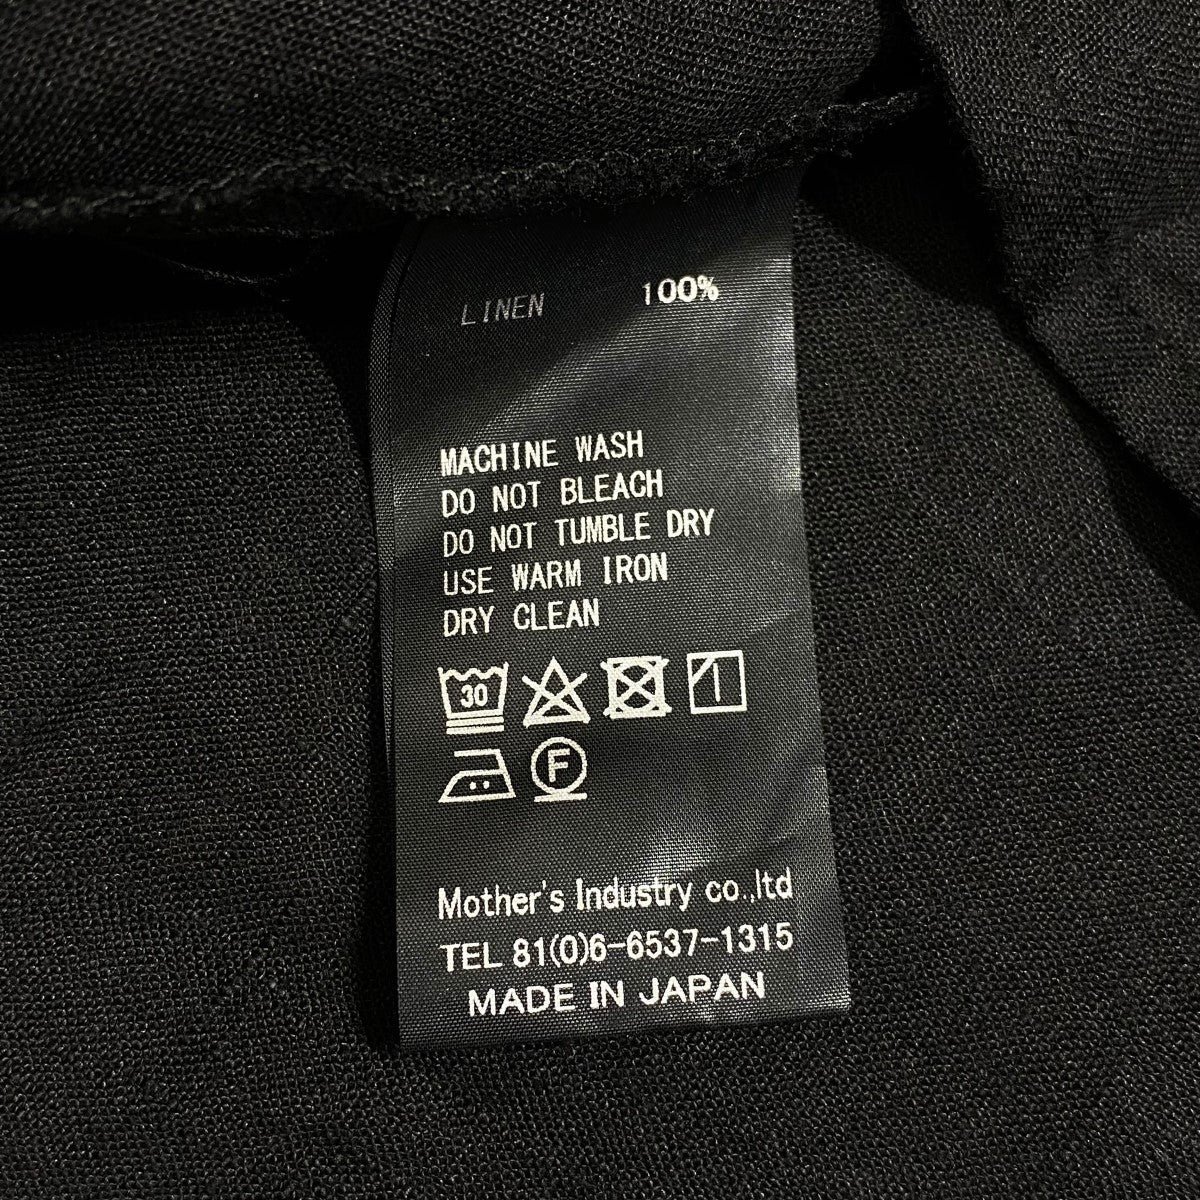 LINEN 100%
MACHINE WASH
DO NOT BLEACH
DO NOT TUMBLE DRY
USE WARM IRON
DRY CLEAN
30
F
Mother's Industry co.,ltd
TEL 81(0)6-6537-1315
MADE IN JAPAN